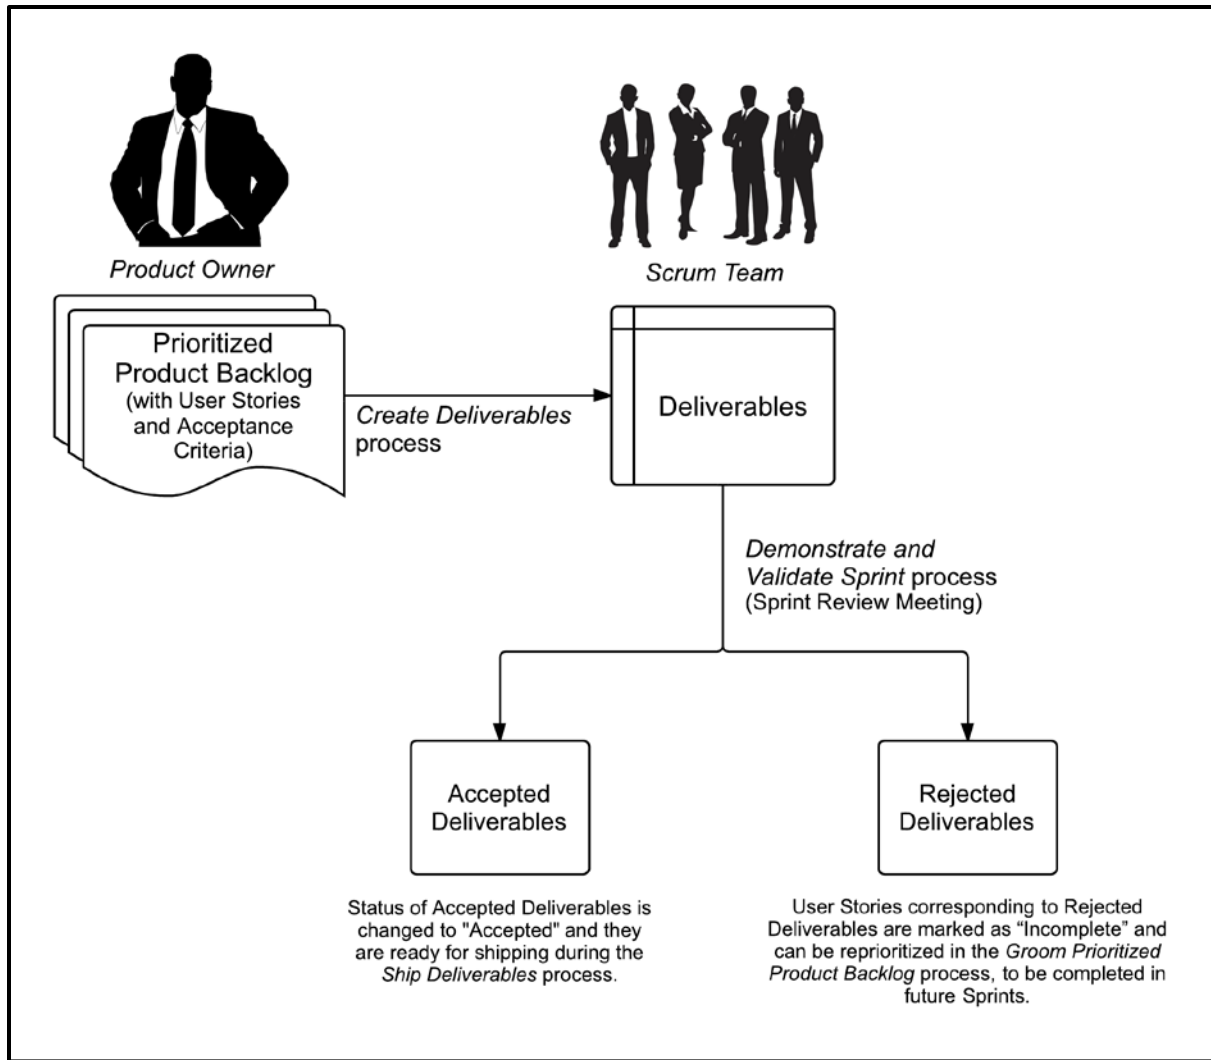 Product Owner
Scrum Team
Prioritized
Product Backlog
(with User Stories
and Acceptance
Criteria)
Create Deliverables
process
Deliverables
Demonstrate and
Validate Sprint process
(Sprint Review Meeting)
Accepted
Deliverables
Rejected
Deliverables
Status of Accepted Deliverables is
changed to "Accepted" and they
are ready for shipping during the
Ship Deliverables process.
User Stories corresponding to Rejected
Deliverables are marked as “Incomplete” and
can be reprioritized in the Groom Prioritized
Product Backlog process, to be completed in
future Sprints.